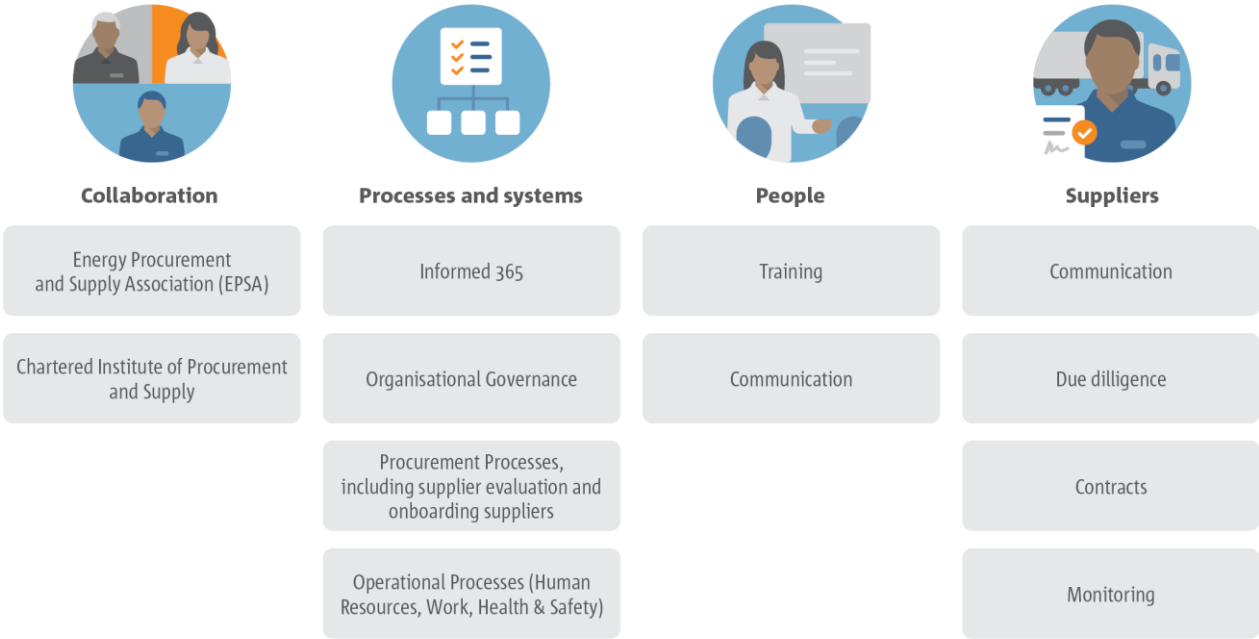 Collaboration
Energy Procurement
and Supply Association (EPSA)
Chartered Institute of Procurement
and Supply
Processes and systems
Informed 365
Organisational Governance
Procurement Processes,
including supplier evaluation and
onboarding suppliers
Operational Processes (Human
Resources, Work, Health & Safety)
People
Training
Communication
Suppliers
Communication
Due dilligence
Contracts
Monitoring